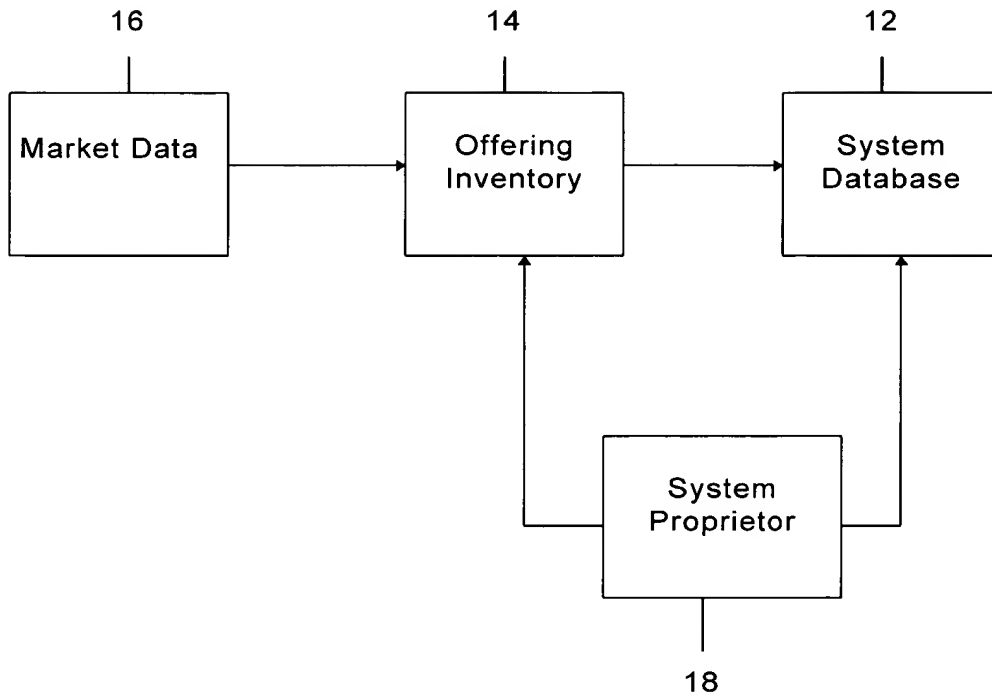 16
14
12
Market Data
Offering
Inventory
System
Database
System
Proprietor
18